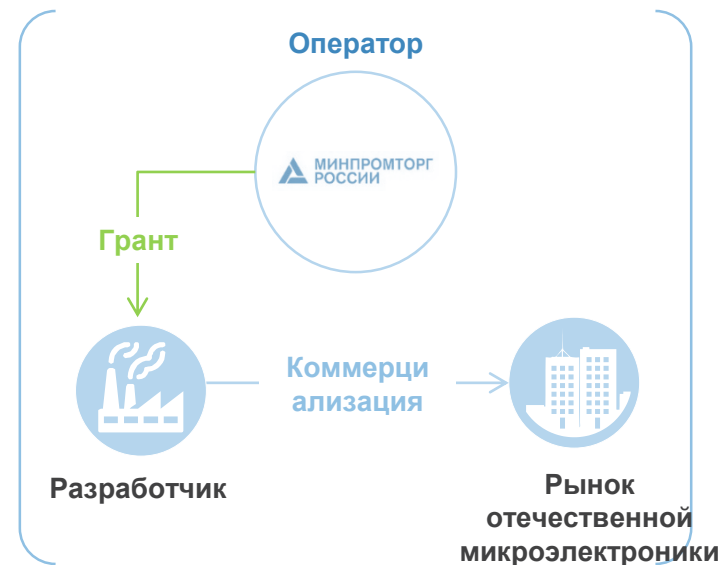 Оператор
МИНПРОМТОРГ
РОССИИ
Грант
Коммерци
ализация
Разработчик
Рынок
отечественной
микроэлектроники